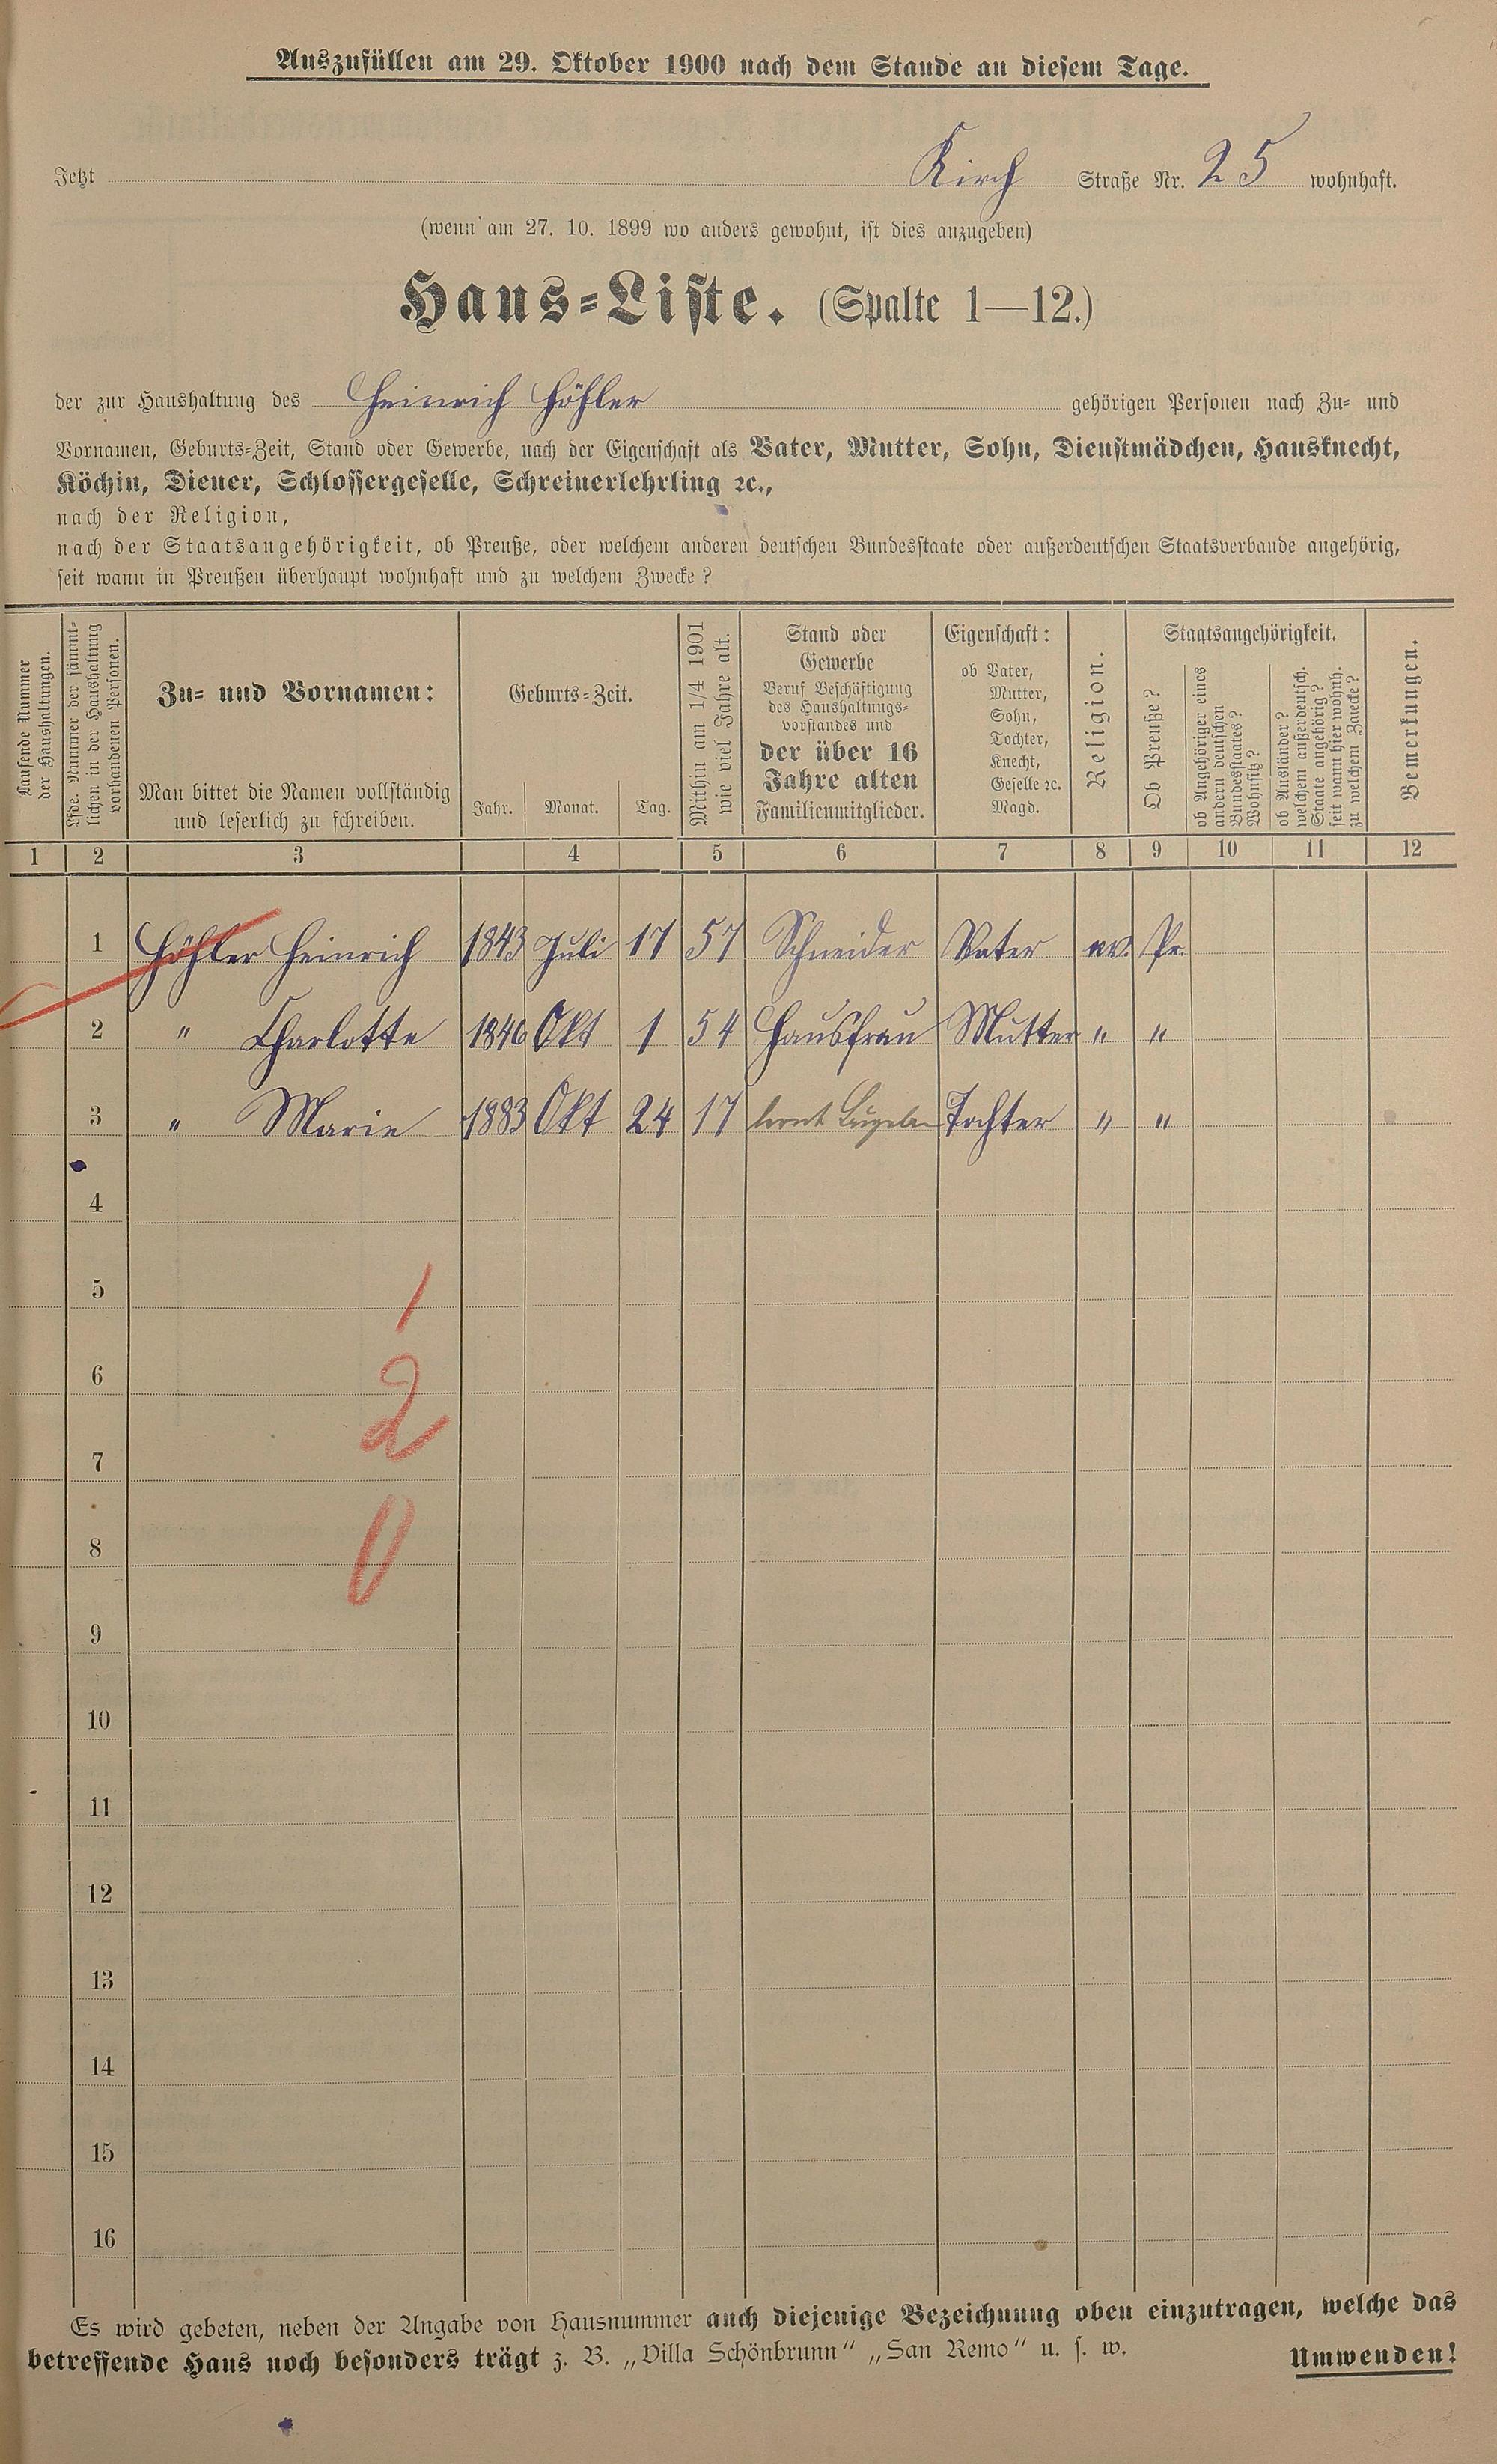 Auszufüllen am 29. Oktober 1900 nach dem Stande an diesem Tage.
Jetzt Kirch Straße Nr. 25 wohnhaft.
(wenn am 27. 10. 1899 wo anders gewohnt, ist dies anzugeben)
Haus-Liste. (Spalte 1—12.)
der zur Haushaltung des Heinrich Höhler gehörigen Personen nach Zu- und
Vornamen, Geburts-Zeit, Stand oder Gewerbe, nach der Eigenschaft als Vater, Mutter, Sohn, Dienstmädchen, Hausknecht,
Köchin, Diener, Schlossergeselle, Schreinerlehrling ꝛc.,
nach der Religion,
nach der Staatsangehörigkeit, ob Preuße, oder welchem anderen deutschen Bundesstaate oder außerdeutschen Staatsverbande angehörig,
seit wann in Preußen überhaupt wohnhaft und zu welchem Zwecke?
Laufende Nummer
der Haushaltungen.
Lfde. Nummer der sämmt-
lichen in der Haushaltung
vorhandenen Personen.
Zu- und Vornamen:
Man bittet die Namen vollständig
und leserlich zu schreiben.
Geburts-Zeit.
Jahr. Monat. Tag.
Mithin am 1/4 1901
wie viel Jahre alt.
Stand oder
Gewerbe
Beruf Beschäftigung
des Haushaltungs-
vorstandes und
der über 16
Jahre alten
Familienmitglieder.
Eigenschaft:
ob Vater,
Mutter,
Sohn,
Tochter,
Knecht,
Geselle ꝛc.
Magd.
Religion.
Staatsangehörigkeit.
Ob Preuße?
ob Angehöriger eines
andern deutschen
Bundesstaates?
Wohnsitz?
ob Ausländer?
welchem außerdeutsch.
Staate angehörig?
seit wann hier wohnh.
zu welchem Zwecke?
Bemerkungen.
1 2 3 4 5 6 7 8 9 10 11 12
1 Höhler Heinrich 1843 Juli 17 57 Schneider Vater ev. Pr.
2 " Charlotte 1846 Okt 1 54 Hausfrau Mutter " "
3 " Marie 1883 Okt 24 17 lernt Bügeln Tochter " "
4
5 1
6 2
7
8 0
9
10
11
12
13
14
15
16
Es wird gebeten, neben der Angabe von Hausnummer auch diejenige Bezeichnung oben einzutragen, welche das
betreffende Haus noch besonders trägt z. B. „Villa Schönbrunn“ „San Remo“ u. s. w.
Umwenden!